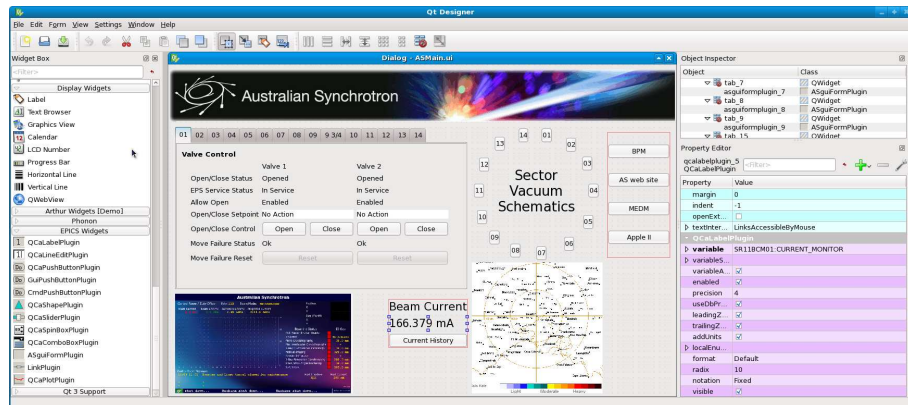 Qt Designer
File Edit Form View Settings Window Help
Widget Box
<Filter>
Display Widgets
Label
Text Browser
Graphics View
Calendar
LCD Number
Progress Bar
Horizontal Line
Vertical Line
QWebView
Arthur Widgets [Demo]
Phonon
EPICS Widgets
QCaLabelPlugin
QCaLineEditPlugin
QCaPushButtonPlugin
GuiPushButtonPlugin
CmdPushButtonPlugin
QCaShapePlugin
QCaSliderPlugin
QCaSpinBoxPlugin
QCaComboBoxPlugin
ASguiFormPlugin
LinkPlugin
QCaPlotPlugin
Qt 3 Support
Dialog - ASMain.ui
Australian Synchrotron
01 02 03 04 05 06 07 08 09 9 3/4 10 11 12 13 14
Valve Control
Valve 1 Valve 2
Open/Close Status Opened Opened
EPS Service Status In Service In Service
Allow Open Enabled Enabled
Open/Close Setpoint No Action No Action
Open/Close Control Open Close Open Close
Move Failure Status Ok Ok
Move Failure Reset Reset Reset
Australian Synchrotron
Beam Current
166.379 mA
Current History
14 01
13 02
12 03
11 04
10 05
09 06
08 07
Sector
Vacuum
Schematics
BPM
AS web site
MEDM
Apple II
Light Moderate Heavy
Object Inspector
Object Class
tab_7 QWidget
asguiformplugin_7 ASguiFormPlugin
tab_8 QWidget
asguiformplugin_8 ASguiFormPlugin
tab_9 QWidget
asguiformplugin_9 ASguiFormPlugin
tab_15 QWidget
Property Editor
qcalabelplugin_5
QCaLabelPlugin
<Filter>
Property Value
margin 0
indent -1
openExt...
textInter... LinksAccessibleByMouse
QCaLabelPlugin
variable SR11BCM01:CURRENT_MONITOR
variableS...
variableA...
enabled
precision 4
useDbPr...
leadingZ...
trailingZ...
addUnits
localEnu...
format Default
radix 10
notation Fixed
visible